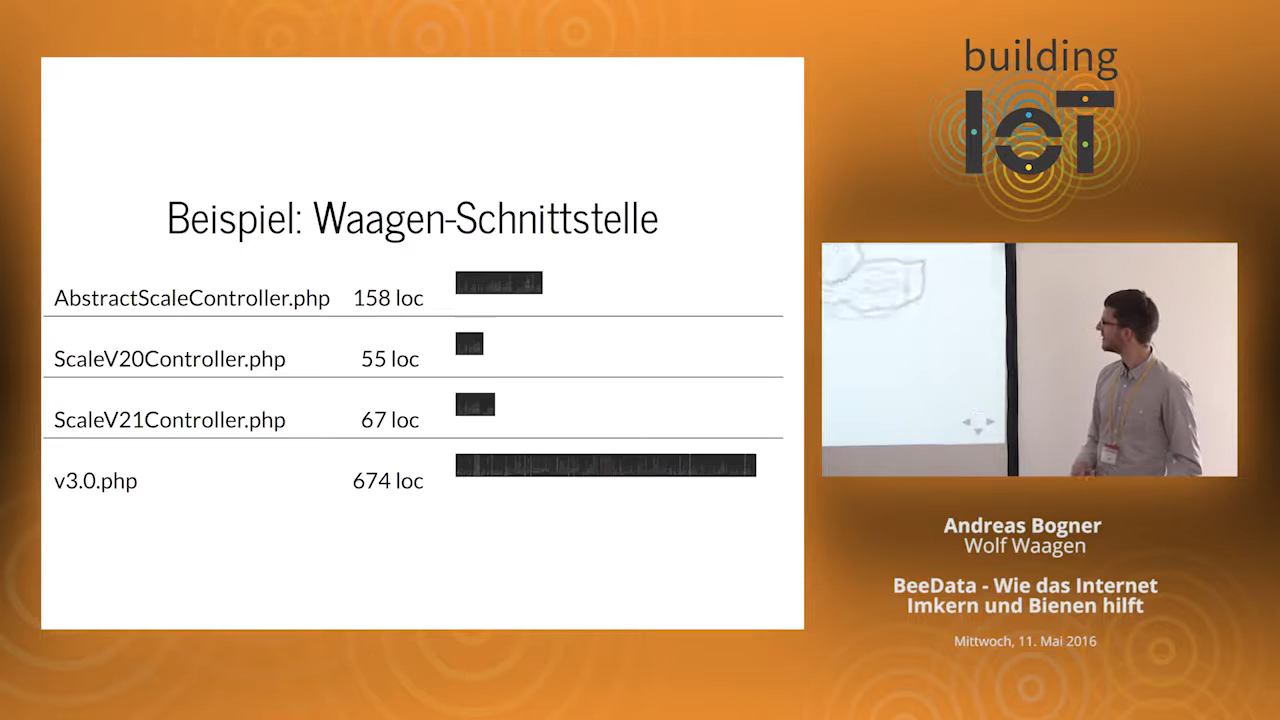 building
IoT
Beispiel: Waagen-Schnittstelle
AbstractScaleController.php 158 loc
ScaleV20Controller.php 55 loc
ScaleV21Controller.php 67 loc
v3.0.php 674 loc
Andreas Bogner
Wolf Waagen
BeeData - Wie das Internet
Imkern und Bienen hilft
Mittwoch, 11. Mai 2016